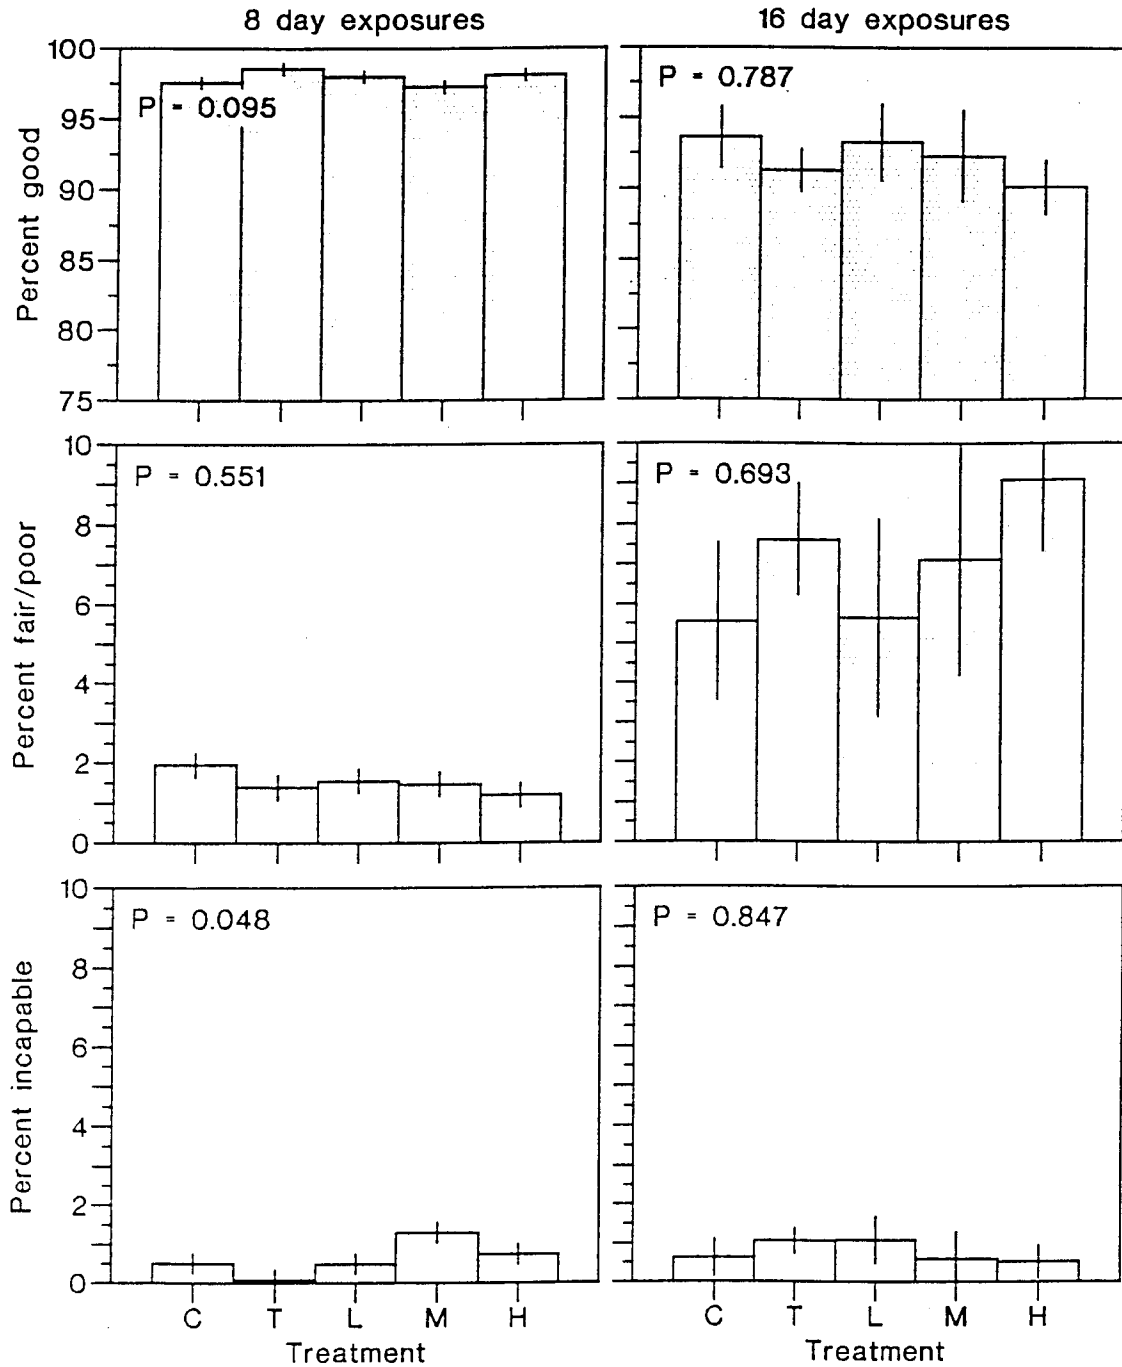 8 day exposures
16 day exposures
Percent good
100
95
90
85
80
75
P = 0.095
P = 0.787
Percent fair/poor
10
8
6
4
2
0
P = 0.551
P = 0.693
Percent incapable
10
8
6
4
2
0
P = 0.048
P = 0.847
C T L M H
C T L M H
Treatment
Treatment